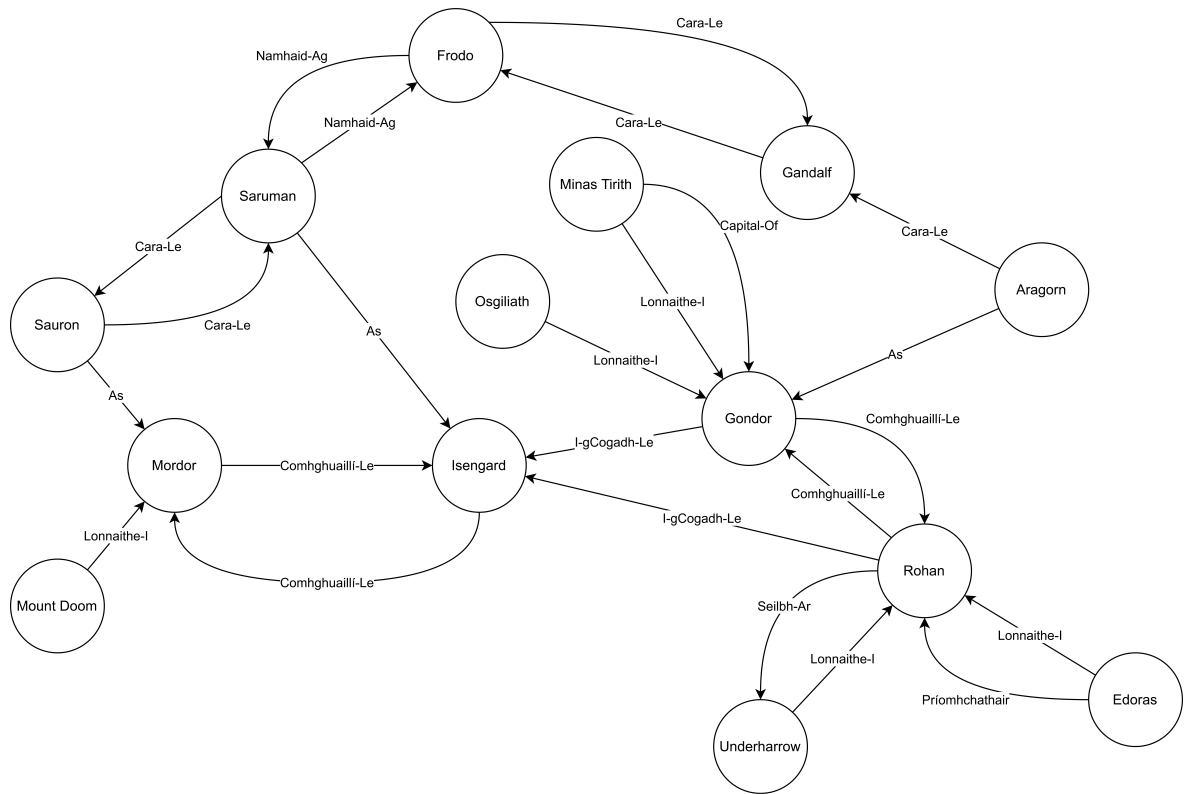 Cara-Le
Frodo
Namhaid-Ag
Namhaid-Ag
Cara-Le
Gandalf
Minas Tirith
Saruman
Capital-Of
Cara-Le
Cara-Le
Aragorn
Osgiliath
Lonnaithe-I
Sauron
Cara-Le
As
As
Lonnaithe-I
As
Gondor
Comhghuaillí-Le
I-gCogadh-Le
Mordor
Comhghuaillí-Le
Isengard
Comhghuaillí-Le
I-gCogadh-Le
Lonnaithe-I
Rohan
Comhghuaillí-Le
Mount Doom
Seilbh-Ar
Lonnaithe-I
Lonnaithe-I
Príomhchathair
Edoras
Underharrow